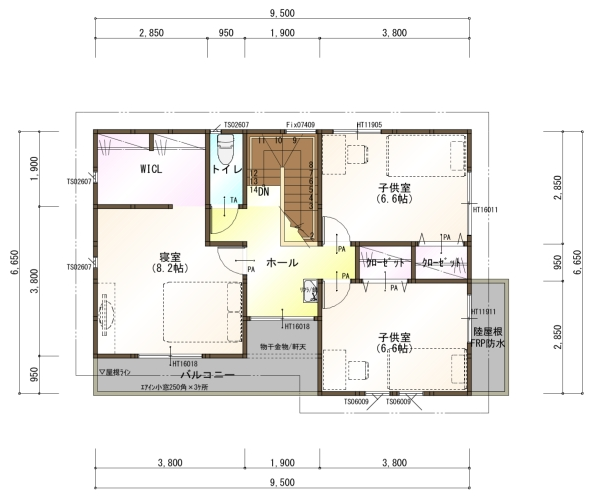 9,500
2,850 950 1,900 3,800
TS02607
Fix07409
HT11905
11 10 9
WICL
トイレ
8
7
6
5
4
3
2
12
13
14
DN
子供室
(6.6帖)
TS02607
TA
HT16011
1,900
6,650
3,800
950
2,850
950
2,850
6,650
PA
PA
TS02607
寝室
(8.2帖)
ホール
PA
クローゼット
クローゼット
PA
PA
HT11911
子供室
(6.6帖)
陸屋根
FRP防水
HT16018
物干金物/軒天
HT16018
▽屋根ライン
バルコニー
エアイン小窓250角×3ヶ所
TS06009
TS06009
3,800 1,900 3,800
9,500